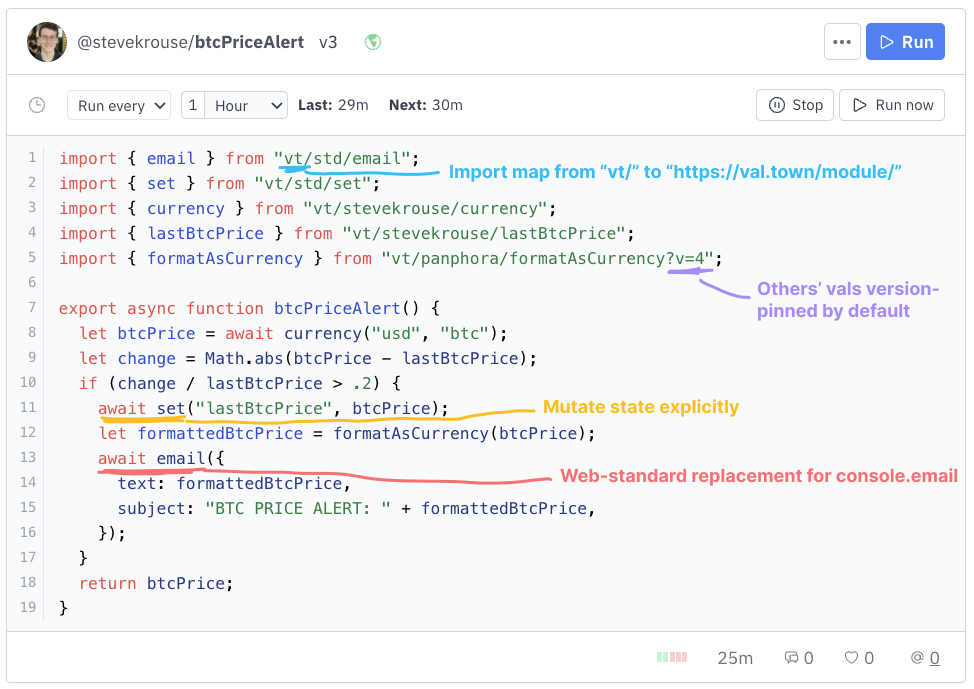 @stevekrouse/btcPriceAlert v3 Run
Run every 1 Hour Last: 29m Next: 30m Stop Run now
1 import { email } from "vt/std/email";
Import map from “vt/” to “https://val.town/module/”
2 import { set } from "vt/std/set";
3 import { currency } from "vt/stevekrouse/currency";
4 import { lastBtcPrice } from "vt/stevekrouse/lastBtcPrice";
5 import { formatAsCurrency } from "vt/panphora/formatAsCurrency?v=4";
6
Others’ vals version-
pinned by default
7 export async function btcPriceAlert() {
8 let btcPrice = await currency("usd", "btc");
9 let change = Math.abs(btcPrice - lastBtcPrice);
10 if (change / lastBtcPrice > .2) {
11 await set("lastBtcPrice", btcPrice);
Mutate state explicitly
12 let formattedBtcPrice = formatAsCurrency(btcPrice);
13 await email({
Web-standard replacement for console.email
14 text: formattedBtcPrice,
15 subject: "BTC PRICE ALERT: " + formattedBtcPrice,
16 });
17 }
18 return btcPrice;
19 }
25m 0 0 @ 0